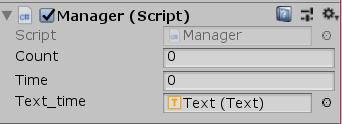 Manager (Script)
Script Manager
Count 0
Time 0
Text_time Text (Text)